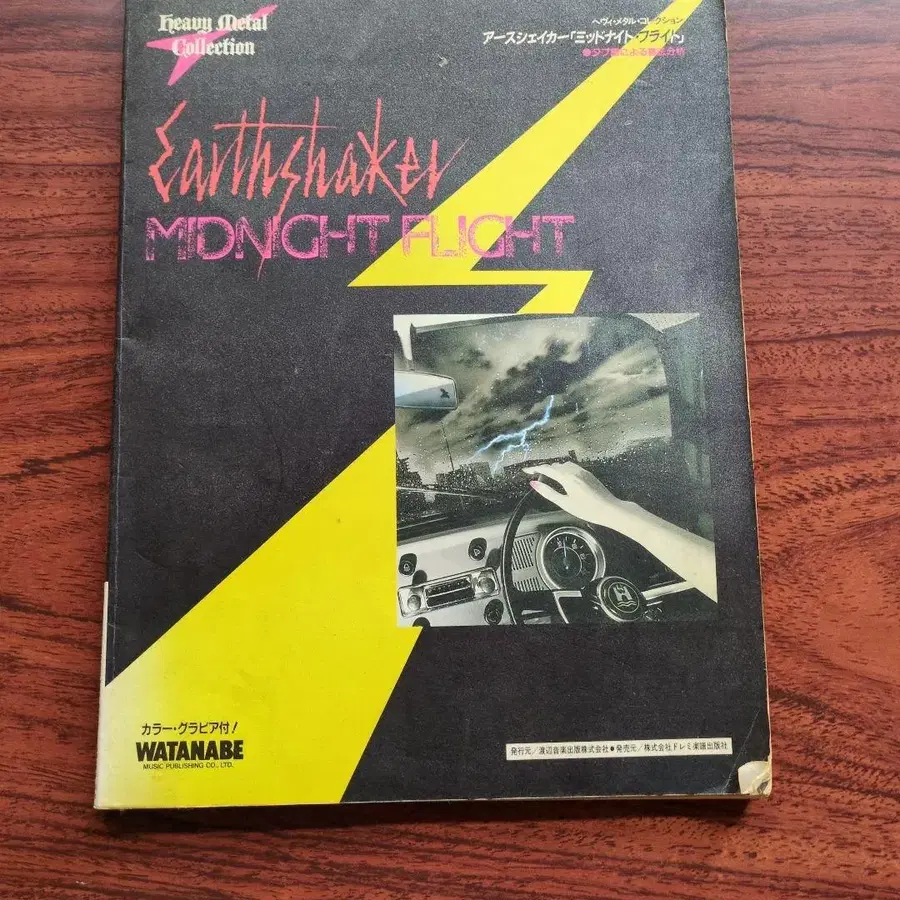 Heavy Metal
Collection
ヘヴィ・メタル・コレクション
アースシェイカー「ミッドナイト・フライト」
●タブ譜による
Earthshaker
MIDNIGHT FLIGHT
カラー・グラビア付!
WATANABE
MUSIC PUBLISHING CO., LTD.
発行元/渡辺音楽出版株式会社●発売元/株式会社ドレミ楽譜出版社